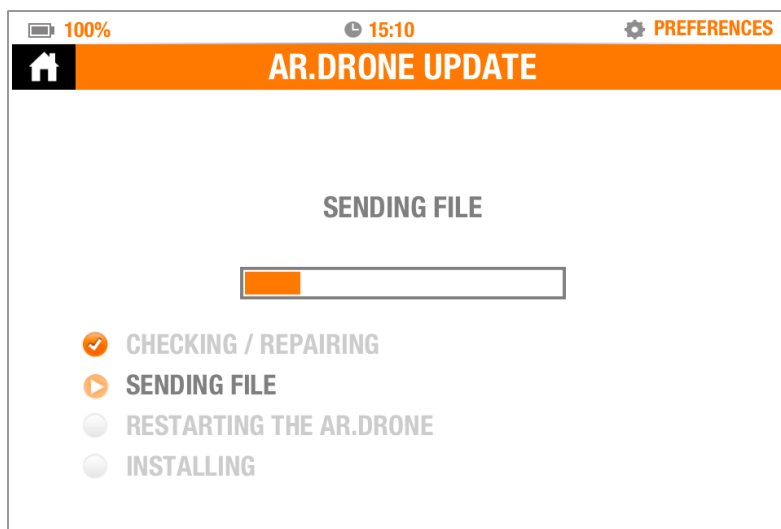 100%
15:10
PREFERENCES
AR.DRONE UPDATE
SENDING FILE
CHECKING / REPAIRING
SENDING FILE
RESTARTING THE AR.DRONE
INSTALLING